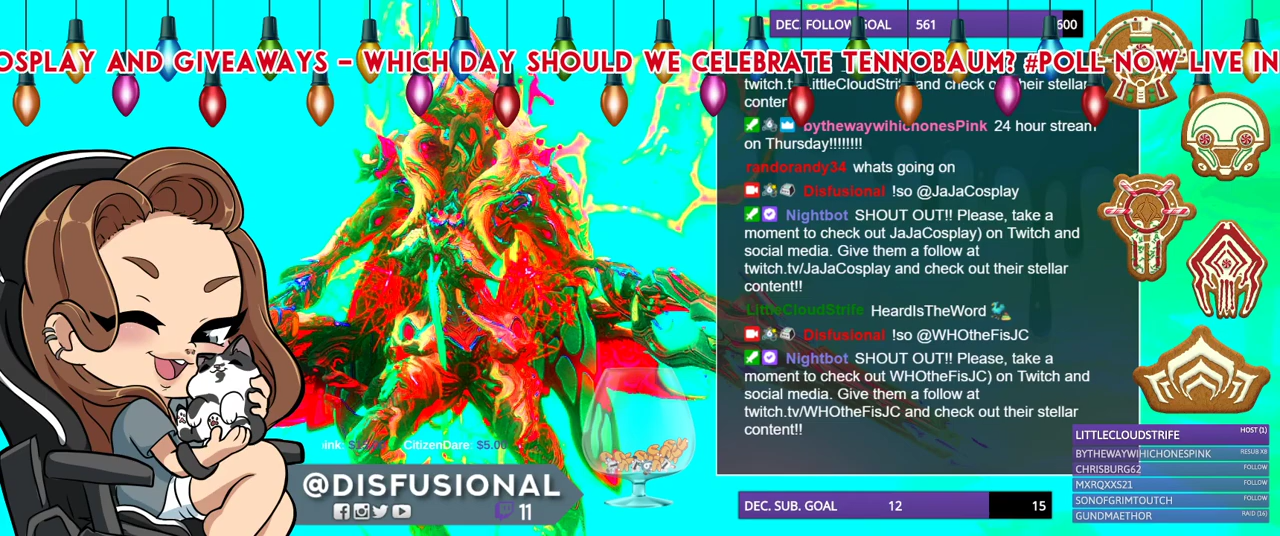 DEC. FOLLOW GOAL 561 600
OSPLAY AND GIVEAWAYS – WHICH DAY SHOULD WE CELEBRATE TENNOBAUM? #POLL NOW LIVE IN
twitch.t LittleCloudStrif and check their stellar
conter
bythewaywihichonesPink 24 hour stream
on Thursday!!!!!!!!
randorandy34 whats going on
Disfusional !so @JaJaCosplay
Nightbot SHOUT OUT!! Please, take a
moment to check out JaJaCosplay) on Twitch and
social media. Give them a follow at
twitch.tv/JaJaCosplay and check out their stellar
content!!
LittleCloudStrife HeardIsTheWord
Disfusional !so @WHOtheFisJC
Nightbot SHOUT OUT!! Please, take a
moment to check out WHOtheFisJC) on Twitch and
social media. Give them a follow at
twitch.tv/WHOtheFisJC and check out their stellar
content!!
CitizenDare: $5.00
@DISFUSIONAL
11
DEC. SUB. GOAL 12 15
LITTLECLOUDSTRIFE HOST (1)
BYTHEWAYWIHICHONESPINK RESUB X8
CHRISBURG62 FOLLOW
MXRQXXS21 FOLLOW
SONOFGRIMTOUTCH FOLLOW
GUNDMAETHOR RAID (16)